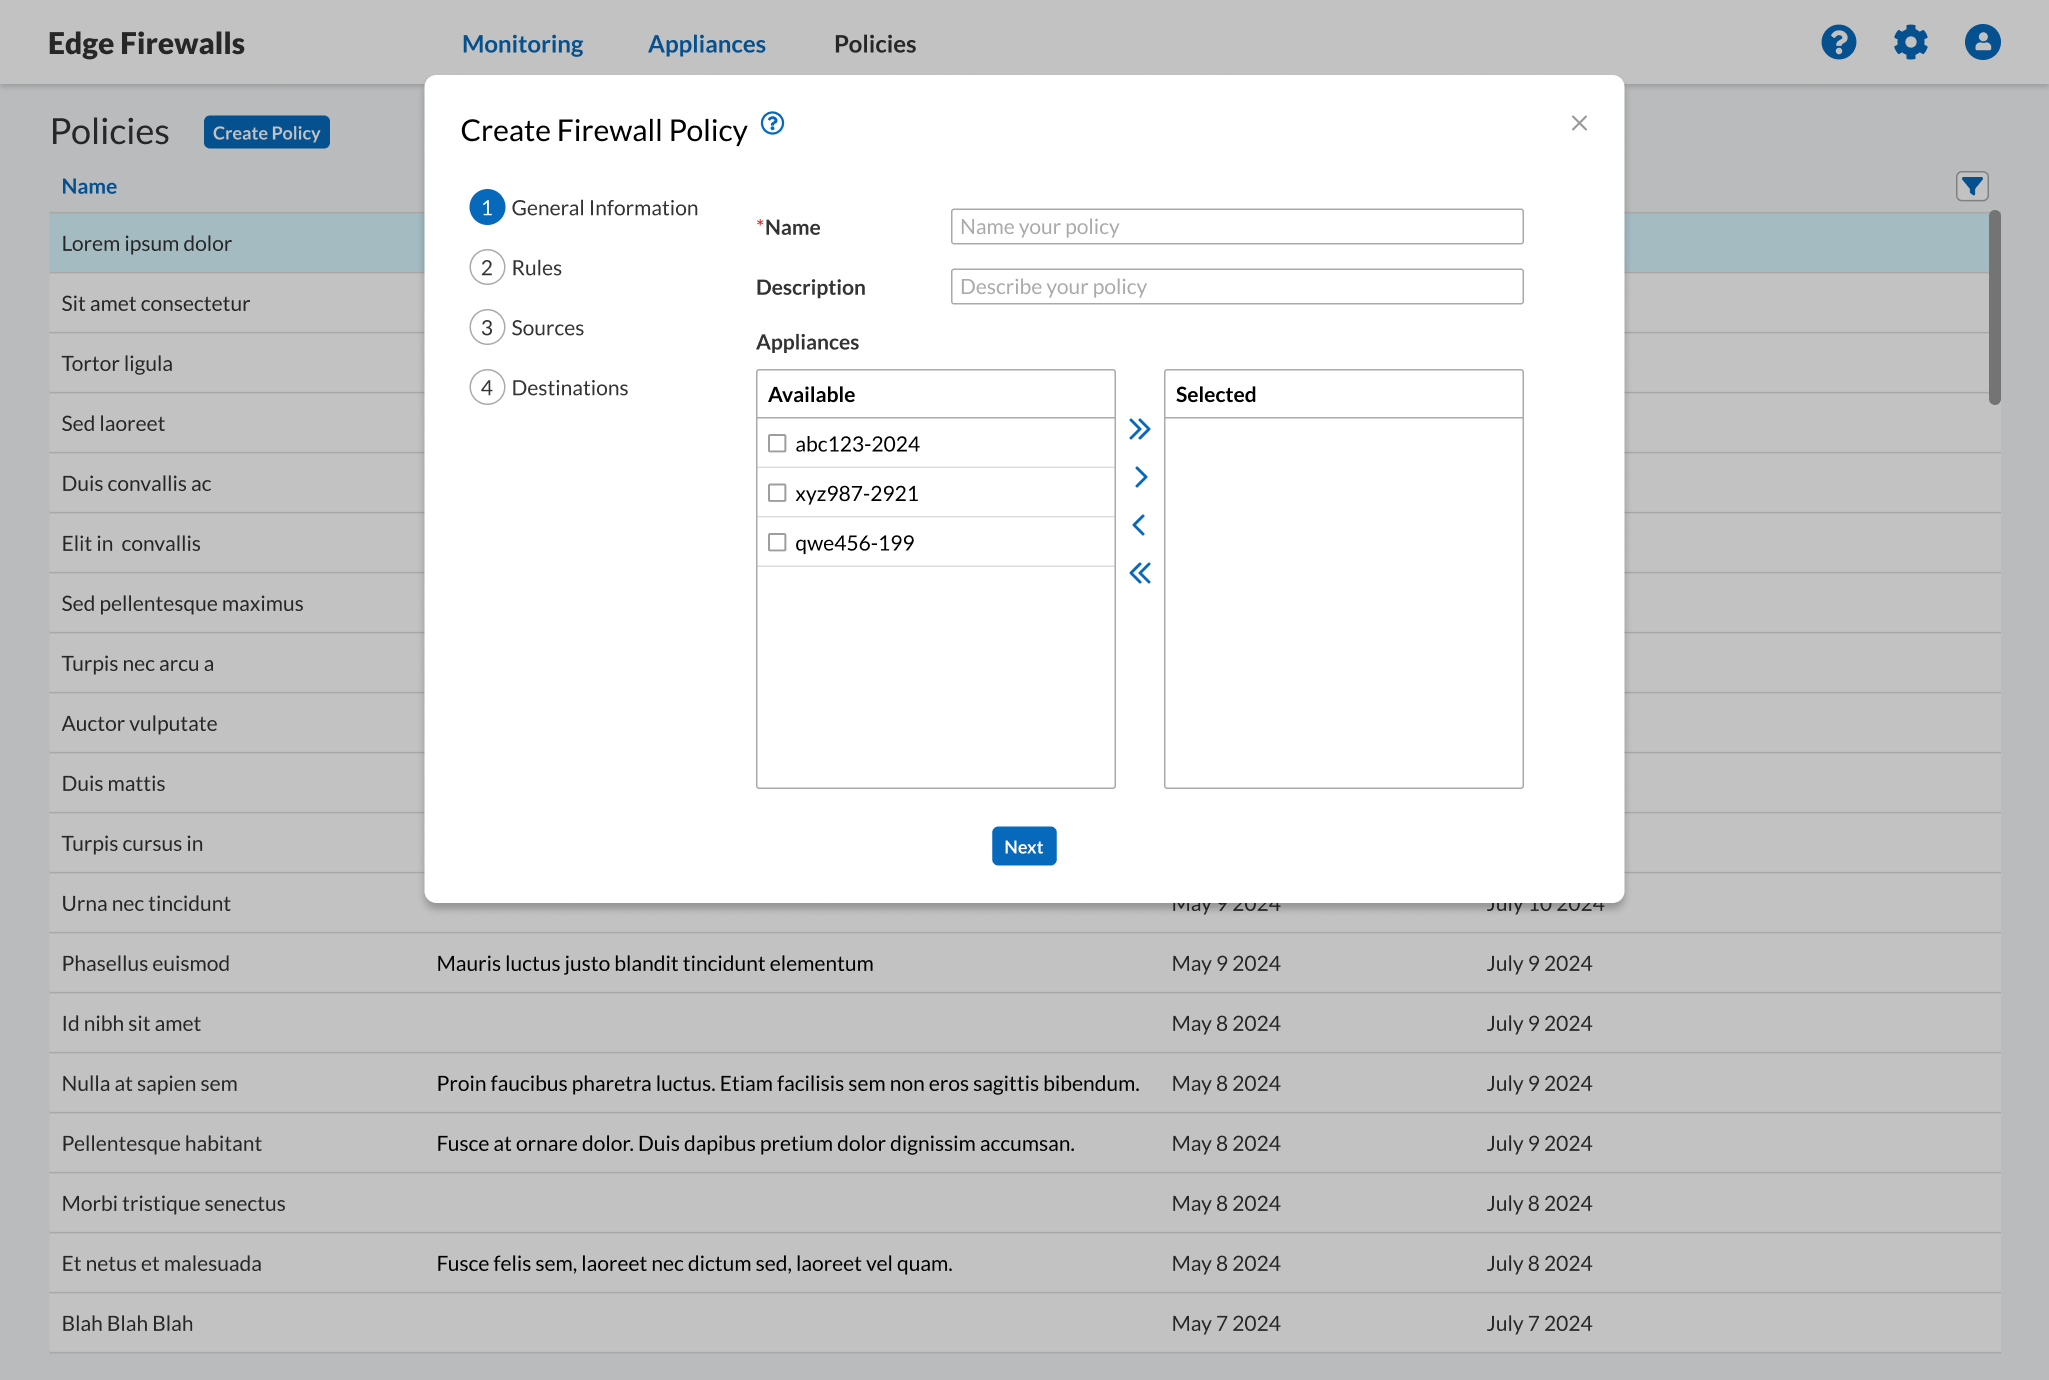 Edge Firewalls
Monitoring
Appliances
Policies
Policies
Create Policy
Name
Lorem ipsum dolor
Sit amet consectetur
Tortor ligula
Sed laoreet
Duis convallis ac
Elit in convallis
Sed pellentesque maximus
Turpis nec arcu a
Auctor vulputate
Duis mattis
Turpis cursus in
Create Firewall Policy
1 General Information
2 Rules
3 Sources
4 Destinations
*Name
Name your policy
Description
Describe your policy
Appliances
Available
abc123-2024
xyz987-2921
qwe456-199
Selected
Next
Urna nec tincidunt May 9 2024 July 10 2024
Phasellus euismod Mauris luctus justo blandit tincidunt elementum May 9 2024 July 9 2024
Id nibh sit amet May 8 2024 July 9 2024
Nulla at sapien sem Proin faucibus pharetra luctus. Etiam facilisis sem non eros sagittis bibendum. May 8 2024 July 9 2024
Pellentesque habitant Fusce at ornare dolor. Duis dapibus pretium dolor dignissim accumsan. May 8 2024 July 9 2024
Morbi tristique senectus May 8 2024 July 8 2024
Et netus et malesuada Fusce felis sem, laoreet nec dictum sed, laoreet vel quam. May 8 2024 July 8 2024
Blah Blah Blah May 7 2024 July 7 2024